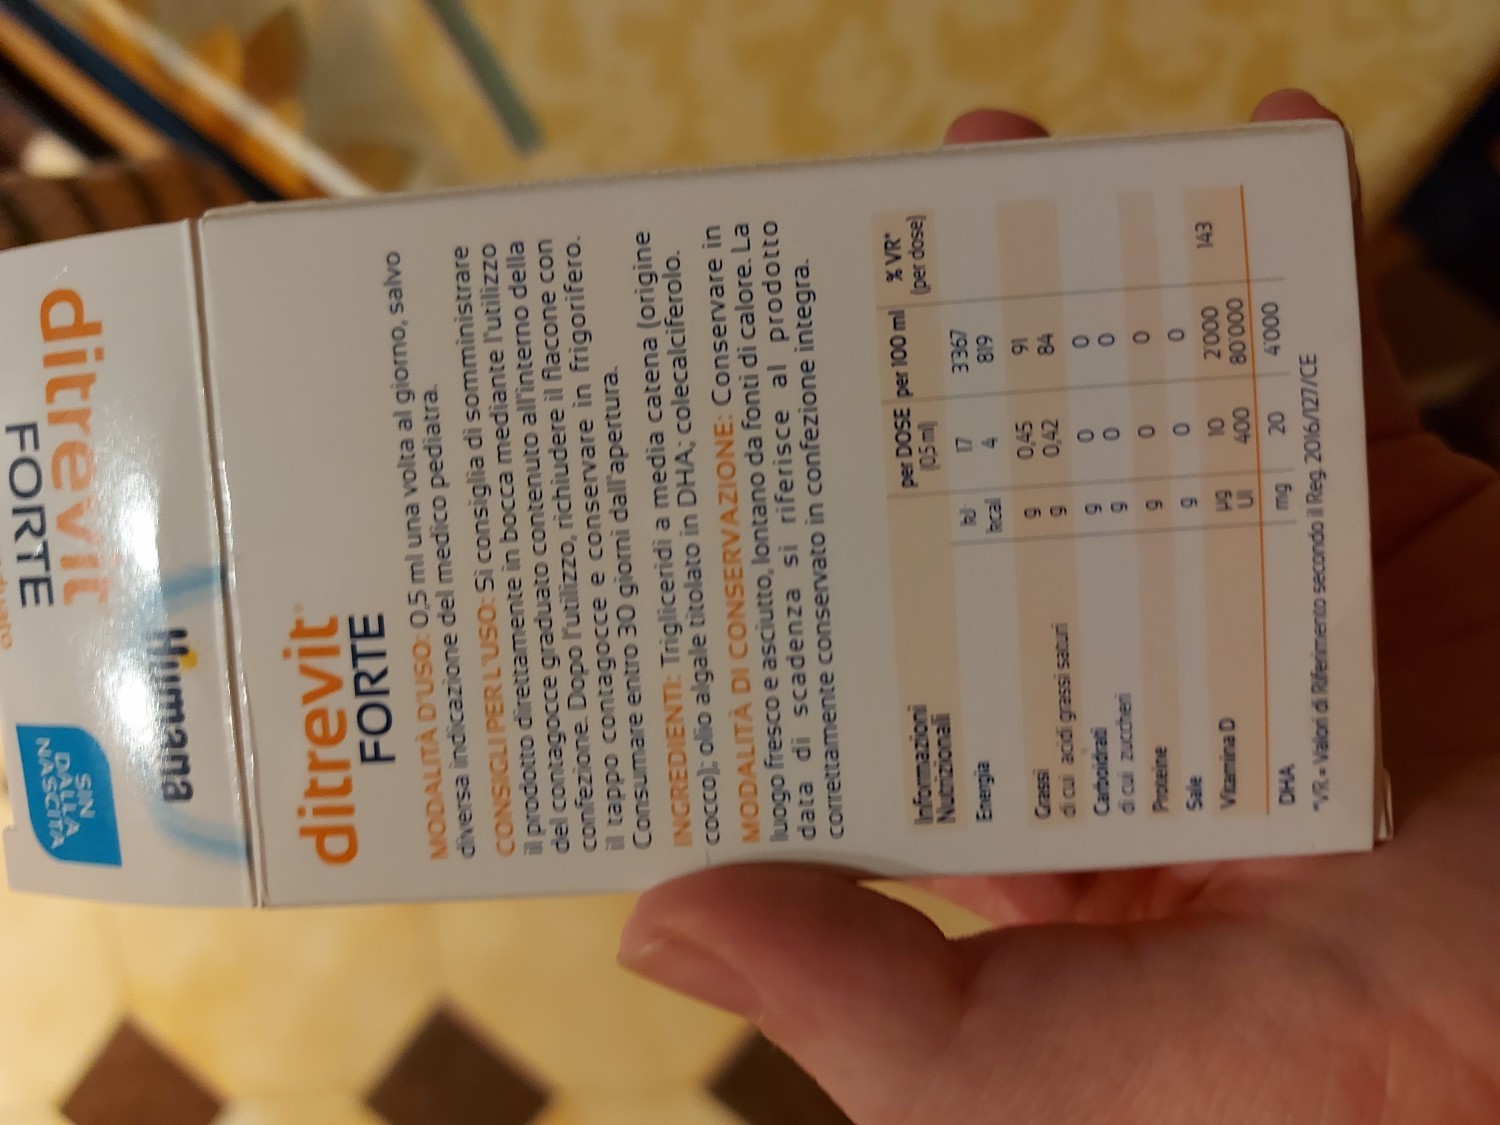 ditrevit
FORTE
Humana
SIN
DALLA
NASCITA
ditrevit®
FORTE
MODALITÀ D'USO: 0,5 ml una volta al giorno, salvo
diversa indicazione del medico pediatra.
CONSIGLI PER L'USO: Si consiglia di somministrare
il prodotto direttamente in bocca mediante l'utilizzo
del contagocce graduato contenuto all'interno della
confezione. Dopo l'utilizzo, richiudere il flacone con
il tappo contagocce e conservare in frigorifero.
Consumare entro 30 giorni dall'apertura.
INGREDIENTI: Trigliceridi a media catena (origine
cocco); olio algale titolato in DHA; colecalciferolo.
MODALITÀ DI CONSERVAZIONE: Conservare in
luogo fresco e asciutto, lontano da fonti di calore. La
data di scadenza si riferisce al prodotto
correttamente conservato in confezione integra.
Informazioni per DOSE per 100 ml % VR*
Nutrizionali (0,5 ml) (per dose)
Energia kJ 17 3'367
kcal 4 819
Grassi g 0,45 91
di cui acidi grassi saturi g 0,42 84
Carboidrati g 0 0
di cui zuccheri g 0 0
Proteine g 0 0
Sale g 0 0
Vitamina D µg 10 2'000 143
UI 400 80'000
DHA mg 20 4'000
*VR = Valori di Riferimento secondo il Reg. 2016/127/CE